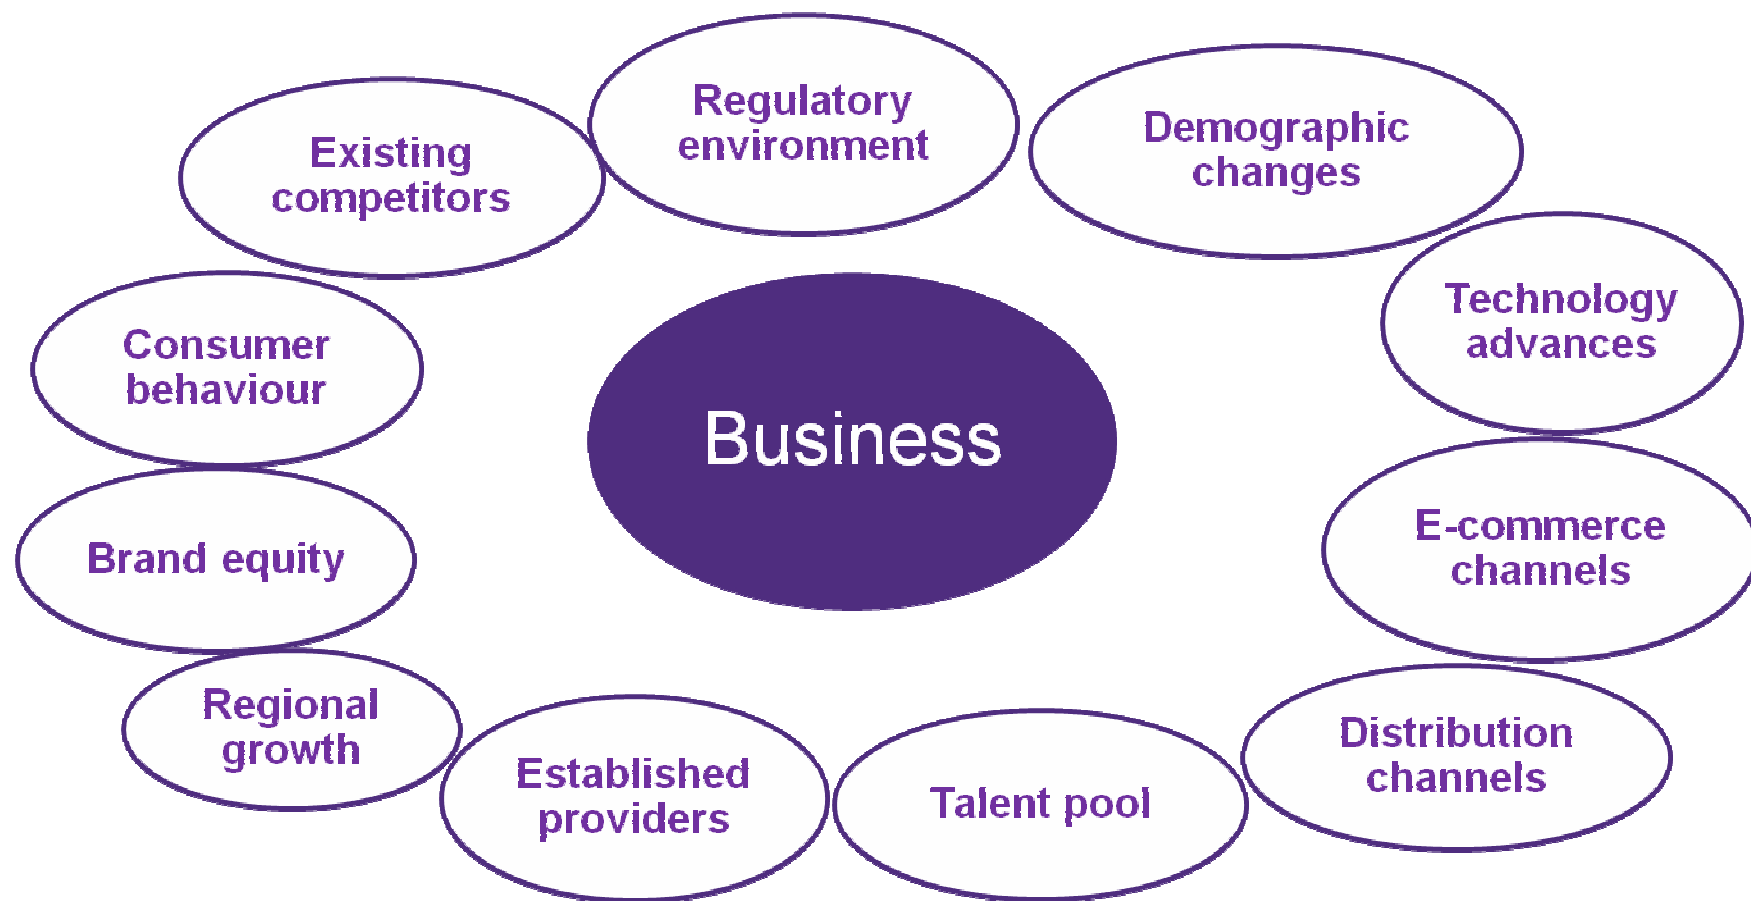 Regulatory
environment
Demographic
changes
Existing
competitors
Technology
advances
Consumer
behaviour
Business
E-commerce
channels
Brand equity
Regional
growth
Distribution
channels
Established
providers
Talent pool